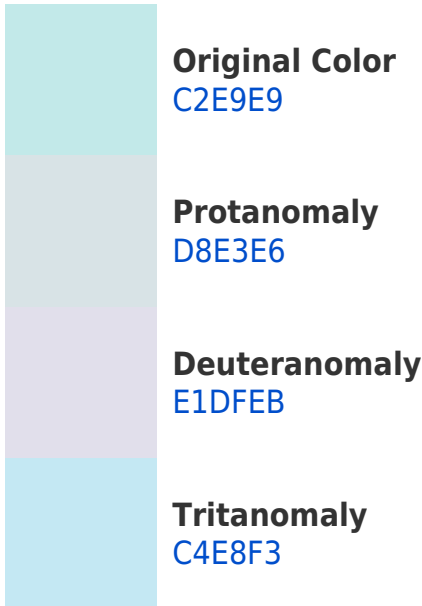 Original Color
C2E9E9
Protanomaly
D8E3E6
Deuteranomaly
E1DFEB
Tritanomaly
C4E8F3